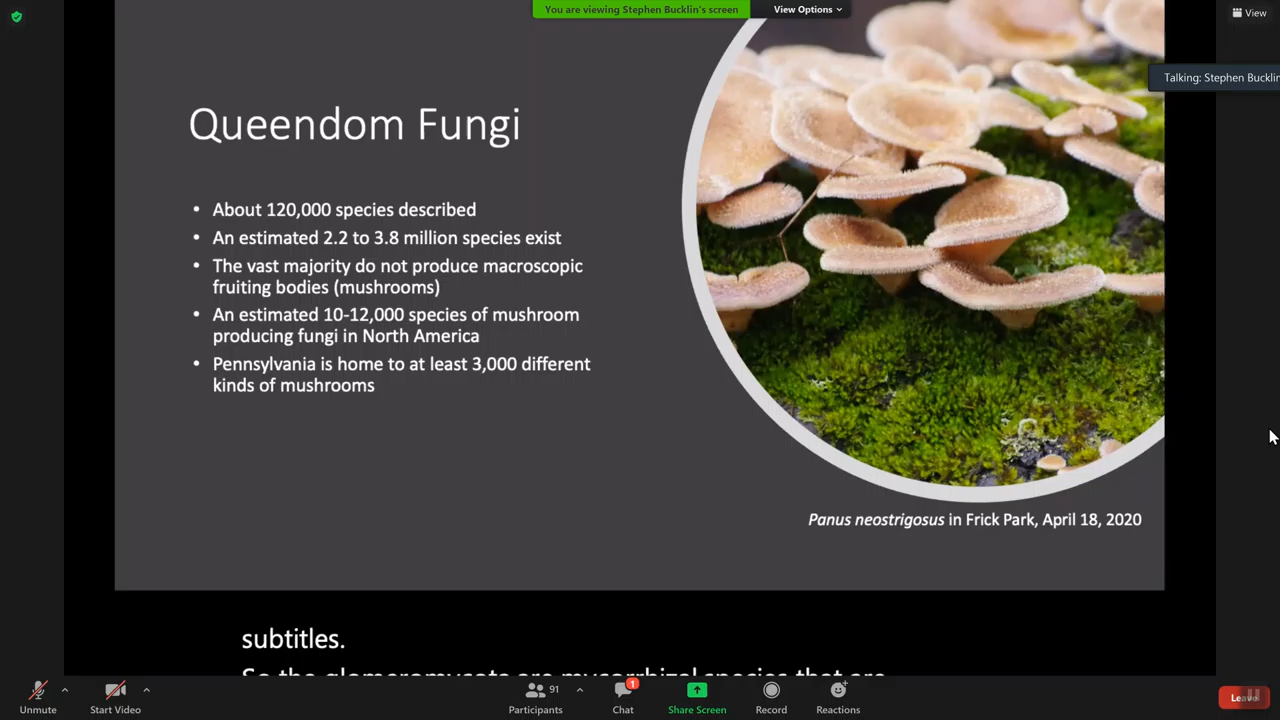 You are viewing Stephen Bucklin's screen
View Options
View
Talking: Stephen Bucklin
Queendom Fungi
• About 120,000 species described
• An estimated 2.2 to 3.8 million species exist
• The vast majority do not produce macroscopic
fruiting bodies (mushrooms)
• An estimated 10-12,000 species of mushroom
producing fungi in North America
• Pennsylvania is home to at least 3,000 different
kinds of mushrooms
Panus neostrigosus in Frick Park, April 18, 2020
subtitles.
So the glomeromycota are mycorrhizal species that are
Unmute
Start Video
91
Participants
1
Chat
Share Screen
Record
Reactions
Leave